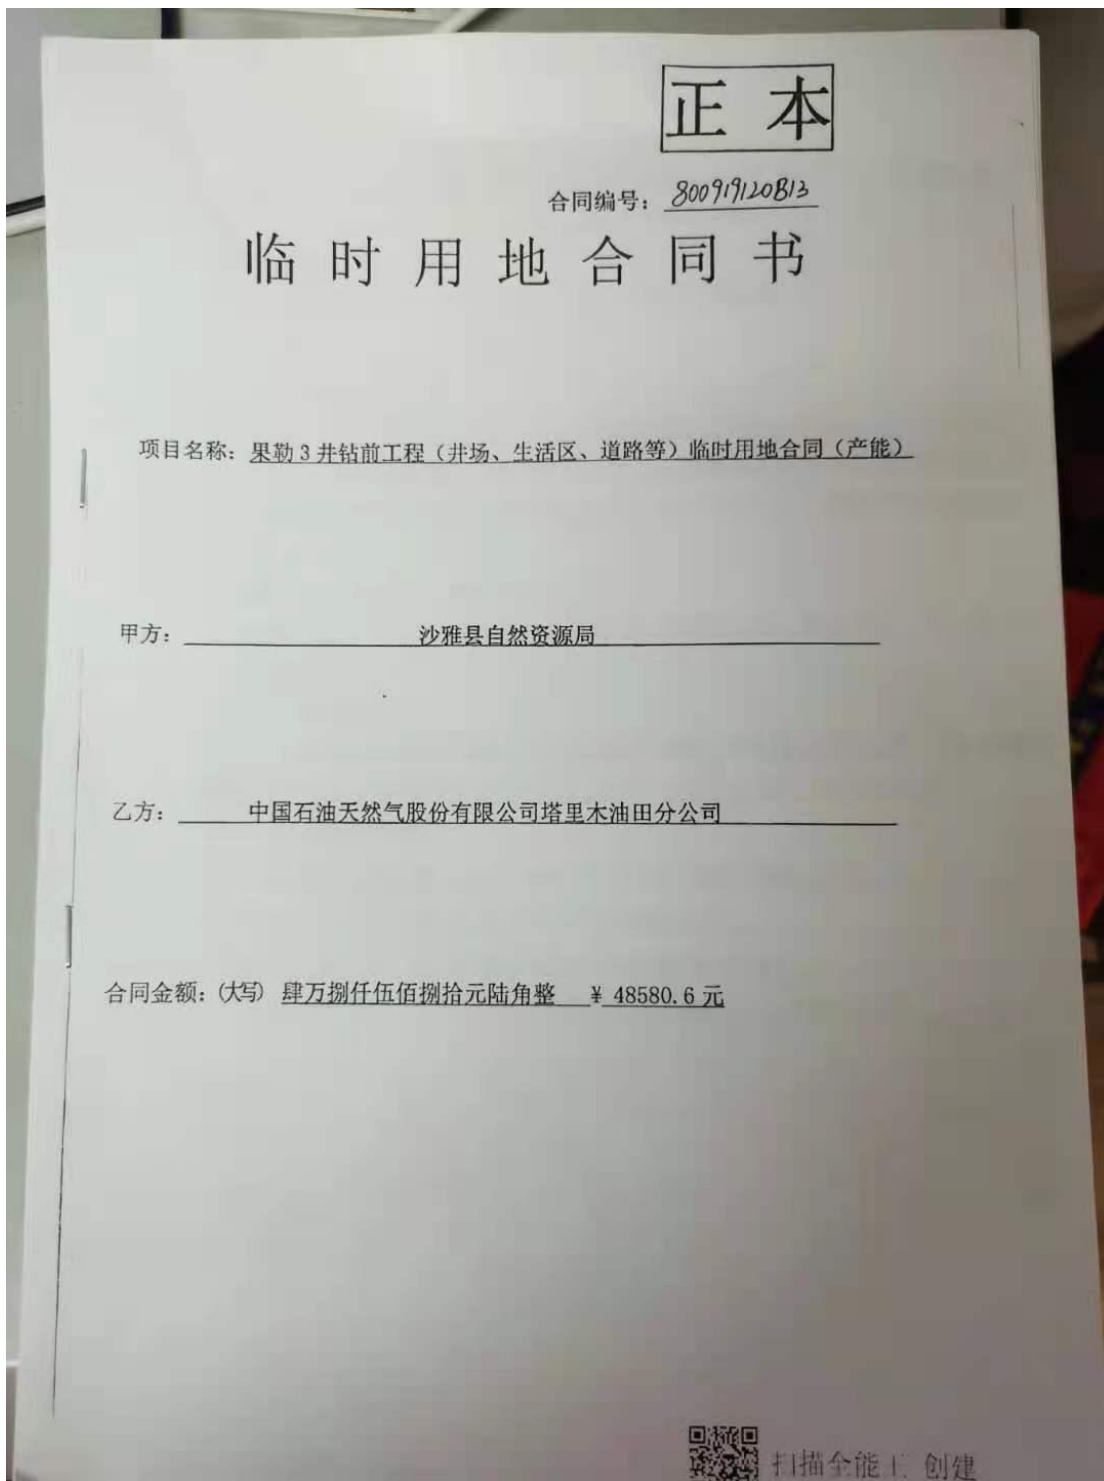 正本
合同编号：800919120B13
临时用地合同书
项目名称：果勒3井钻前工程（井场、生活区、道路等）临时用地合同（产能）
甲方：沙雅县自然资源局
乙方：中国石油天然气股份有限公司塔里木油田分公司
合同金额：(大写) 肆万捌仟伍佰捌拾元陆角整 ¥ 48580.6元
扫描全能王 创建